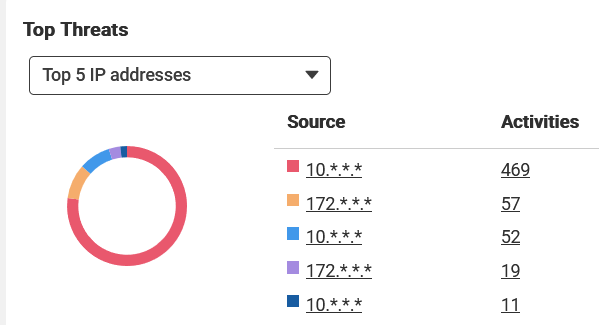 Top Threats
Top 5 IP addresses
Source Activities
10.*.*.* 469
172.*.*.* 57
10.*.*.* 52
172.*.*.* 19
10.*.*.* 11